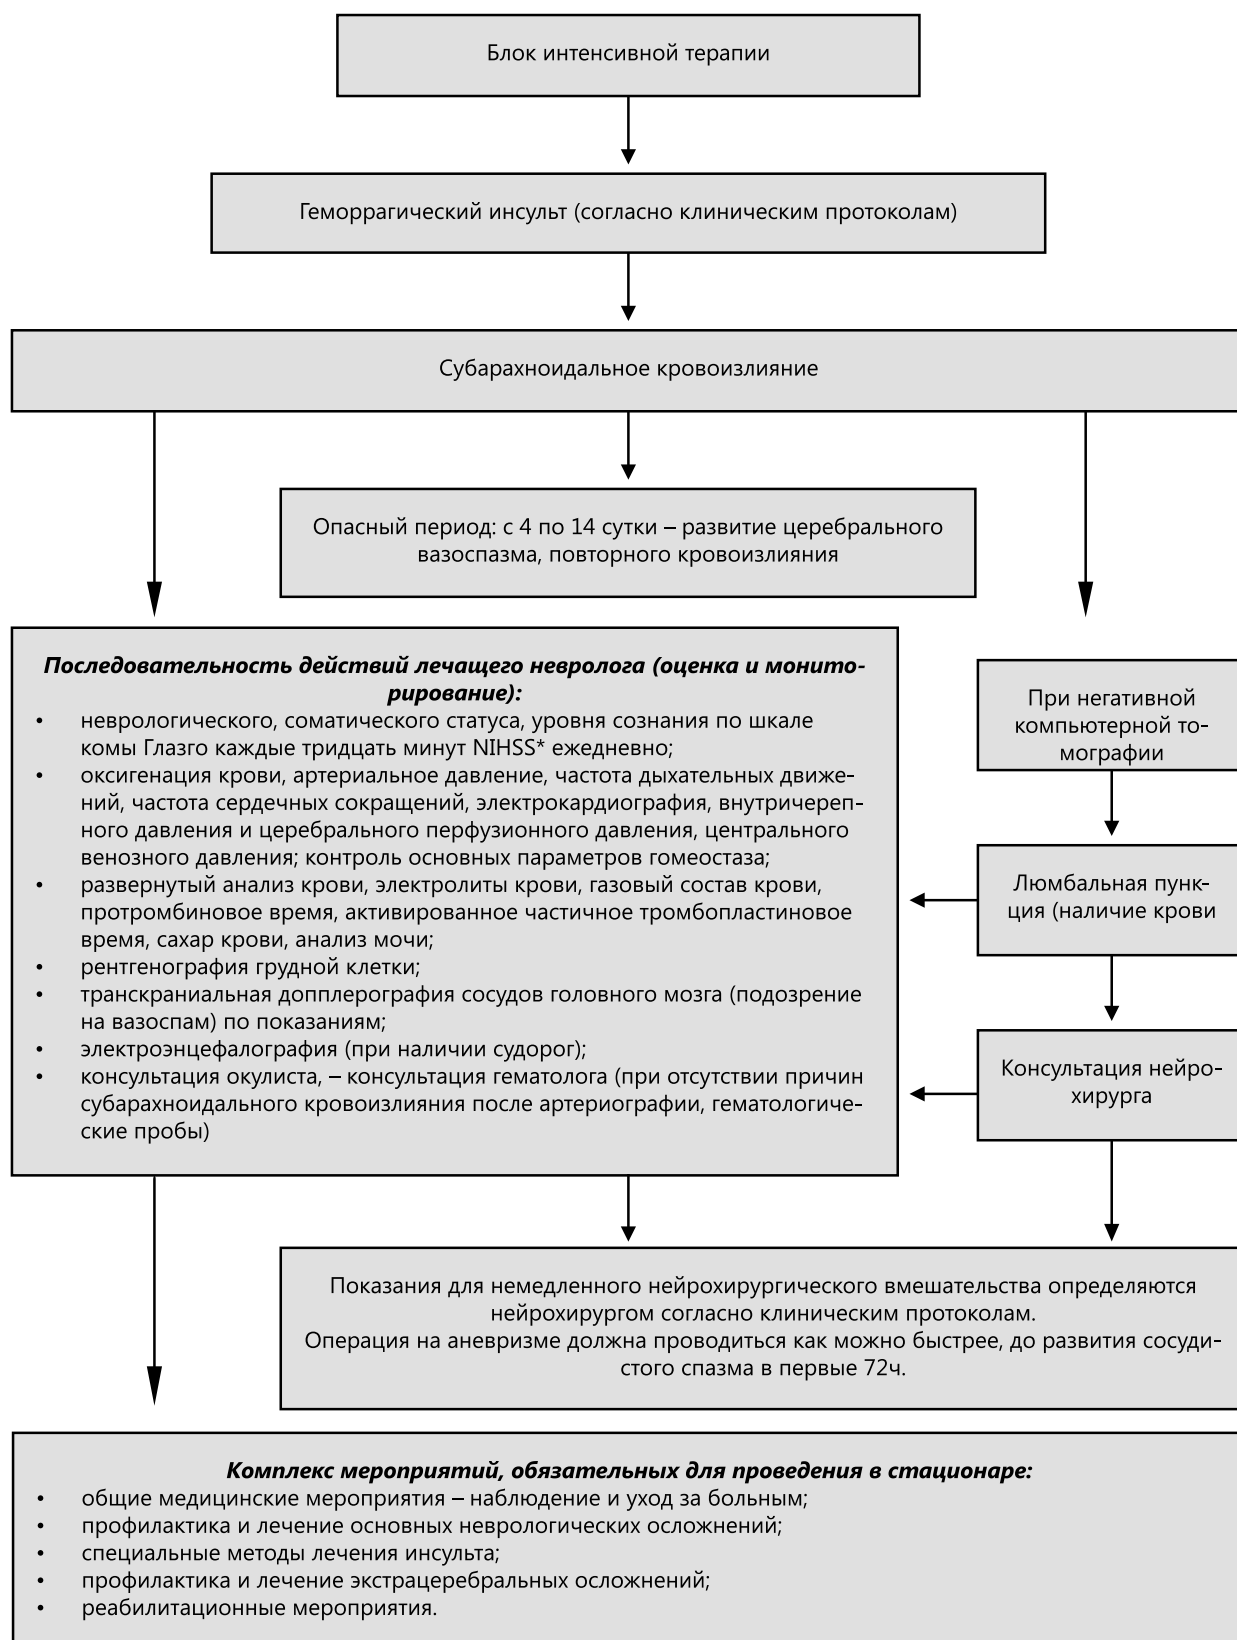 Блок интенсивной терапии
Геморрагический инсульт (согласно клиническим протоколам)
Субарахноидальное кровоизлияние
Опасный период: с 4 по 14 сутки – развитие церебрального
вазоспазма, повторного кровоизлияния
Последовательность действий лечащего невролога (оценка и монито-
рирование):
• неврологического, соматического статуса, уровня сознания по шкале
комы Глазго каждые тридцать минут NIHSS* ежедневно;
• оксигенация крови, артериальное давление, частота дыхательных движе-
ний, частота сердечных сокращений, электрокардиография, внутричереп-
ного давления и церебрального перфузионного давления, центрального
венозного давления; контроль основных параметров гомеостаза;
• развернутый анализ крови, электролиты крови, газовый состав крови,
протромбиновое время, активированное частичное тромбопластиновое
время, сахар крови, анализ мочи;
• рентгенография грудной клетки;
• транскраниальная допплерография сосудов головного мозга (подозрение
на вазоспам) по показаниям;
• электроэнцефалография (при наличии судорог);
• консультация окулиста, – консультация гематолога (при отсутствии причин
субарахноидального кровоизлияния после артериографии, гематологиче-
ские пробы)
При негативной
компьютерной то-
мографии
Люмбальная пунк-
ция (наличие крови
Консультация нейро-
хирурга
Показания для немедленного нейрохирургического вмешательства определяются
нейрохирургом согласно клиническим протоколам.
Операция на аневризме должна проводиться как можно быстрее, до развития сосуди-
стого спазма в первые 72ч.
Комплекс мероприятий, обязательных для проведения в стационаре:
• общие медицинские мероприятия – наблюдение и уход за больным;
• профилактика и лечение основных неврологических осложнений;
• специальные методы лечения инсульта;
• профилактика и лечение экстрацеребральных осложнений;
• реабилитационные мероприятия.